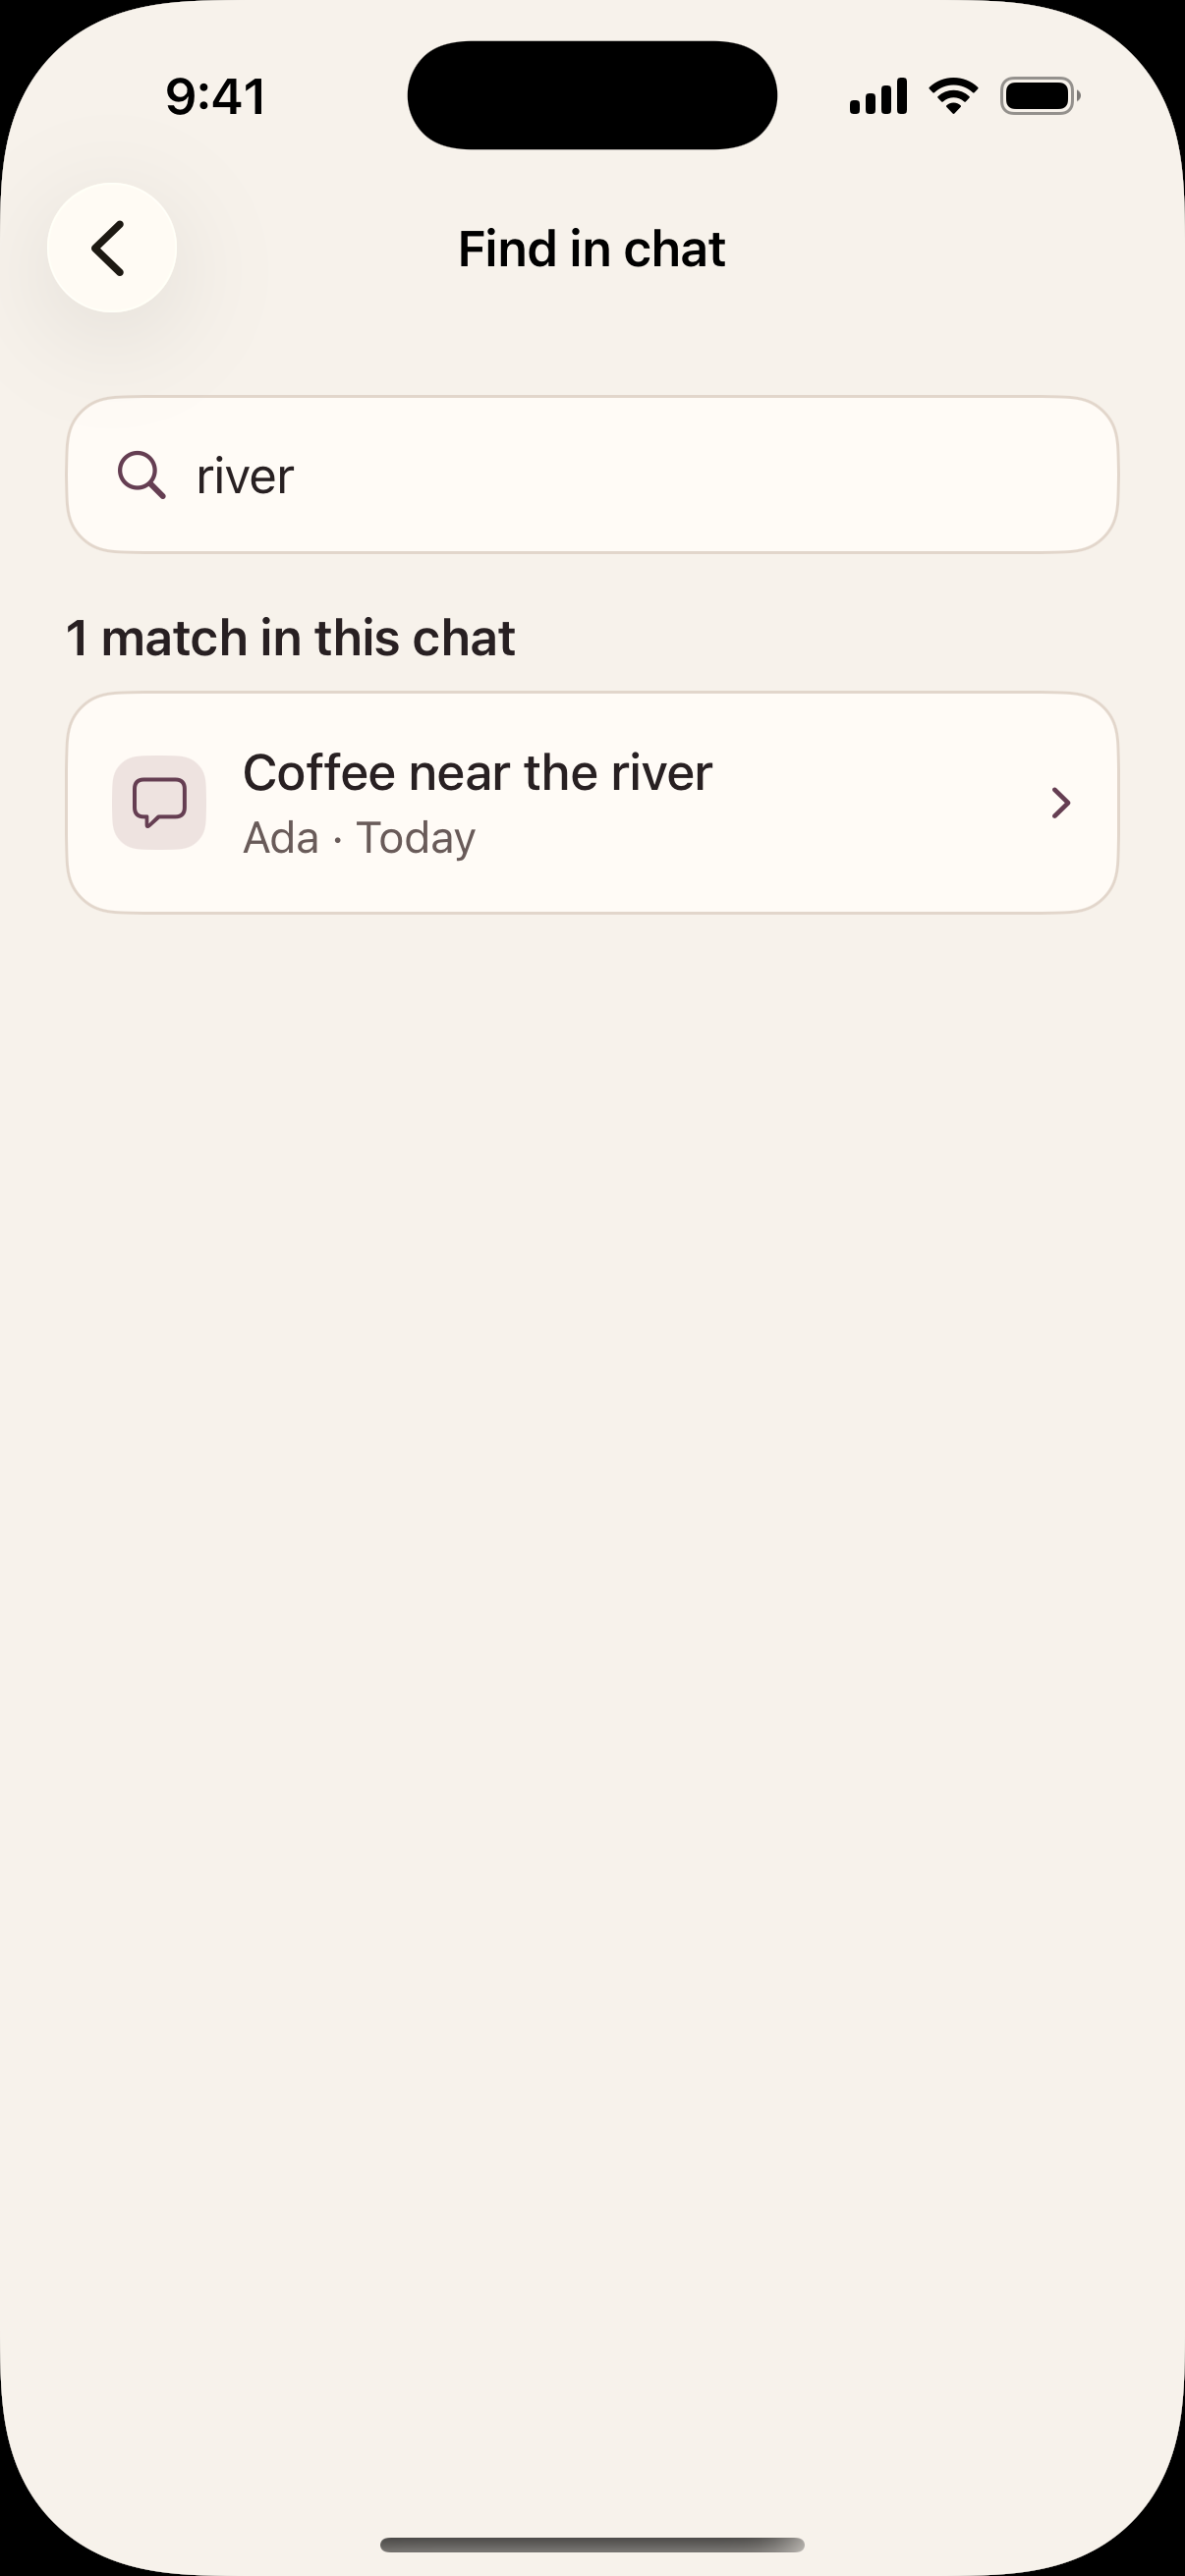 9:41
Find in chat
river
1 match in this chat
Coffee near the river
Ada · Today